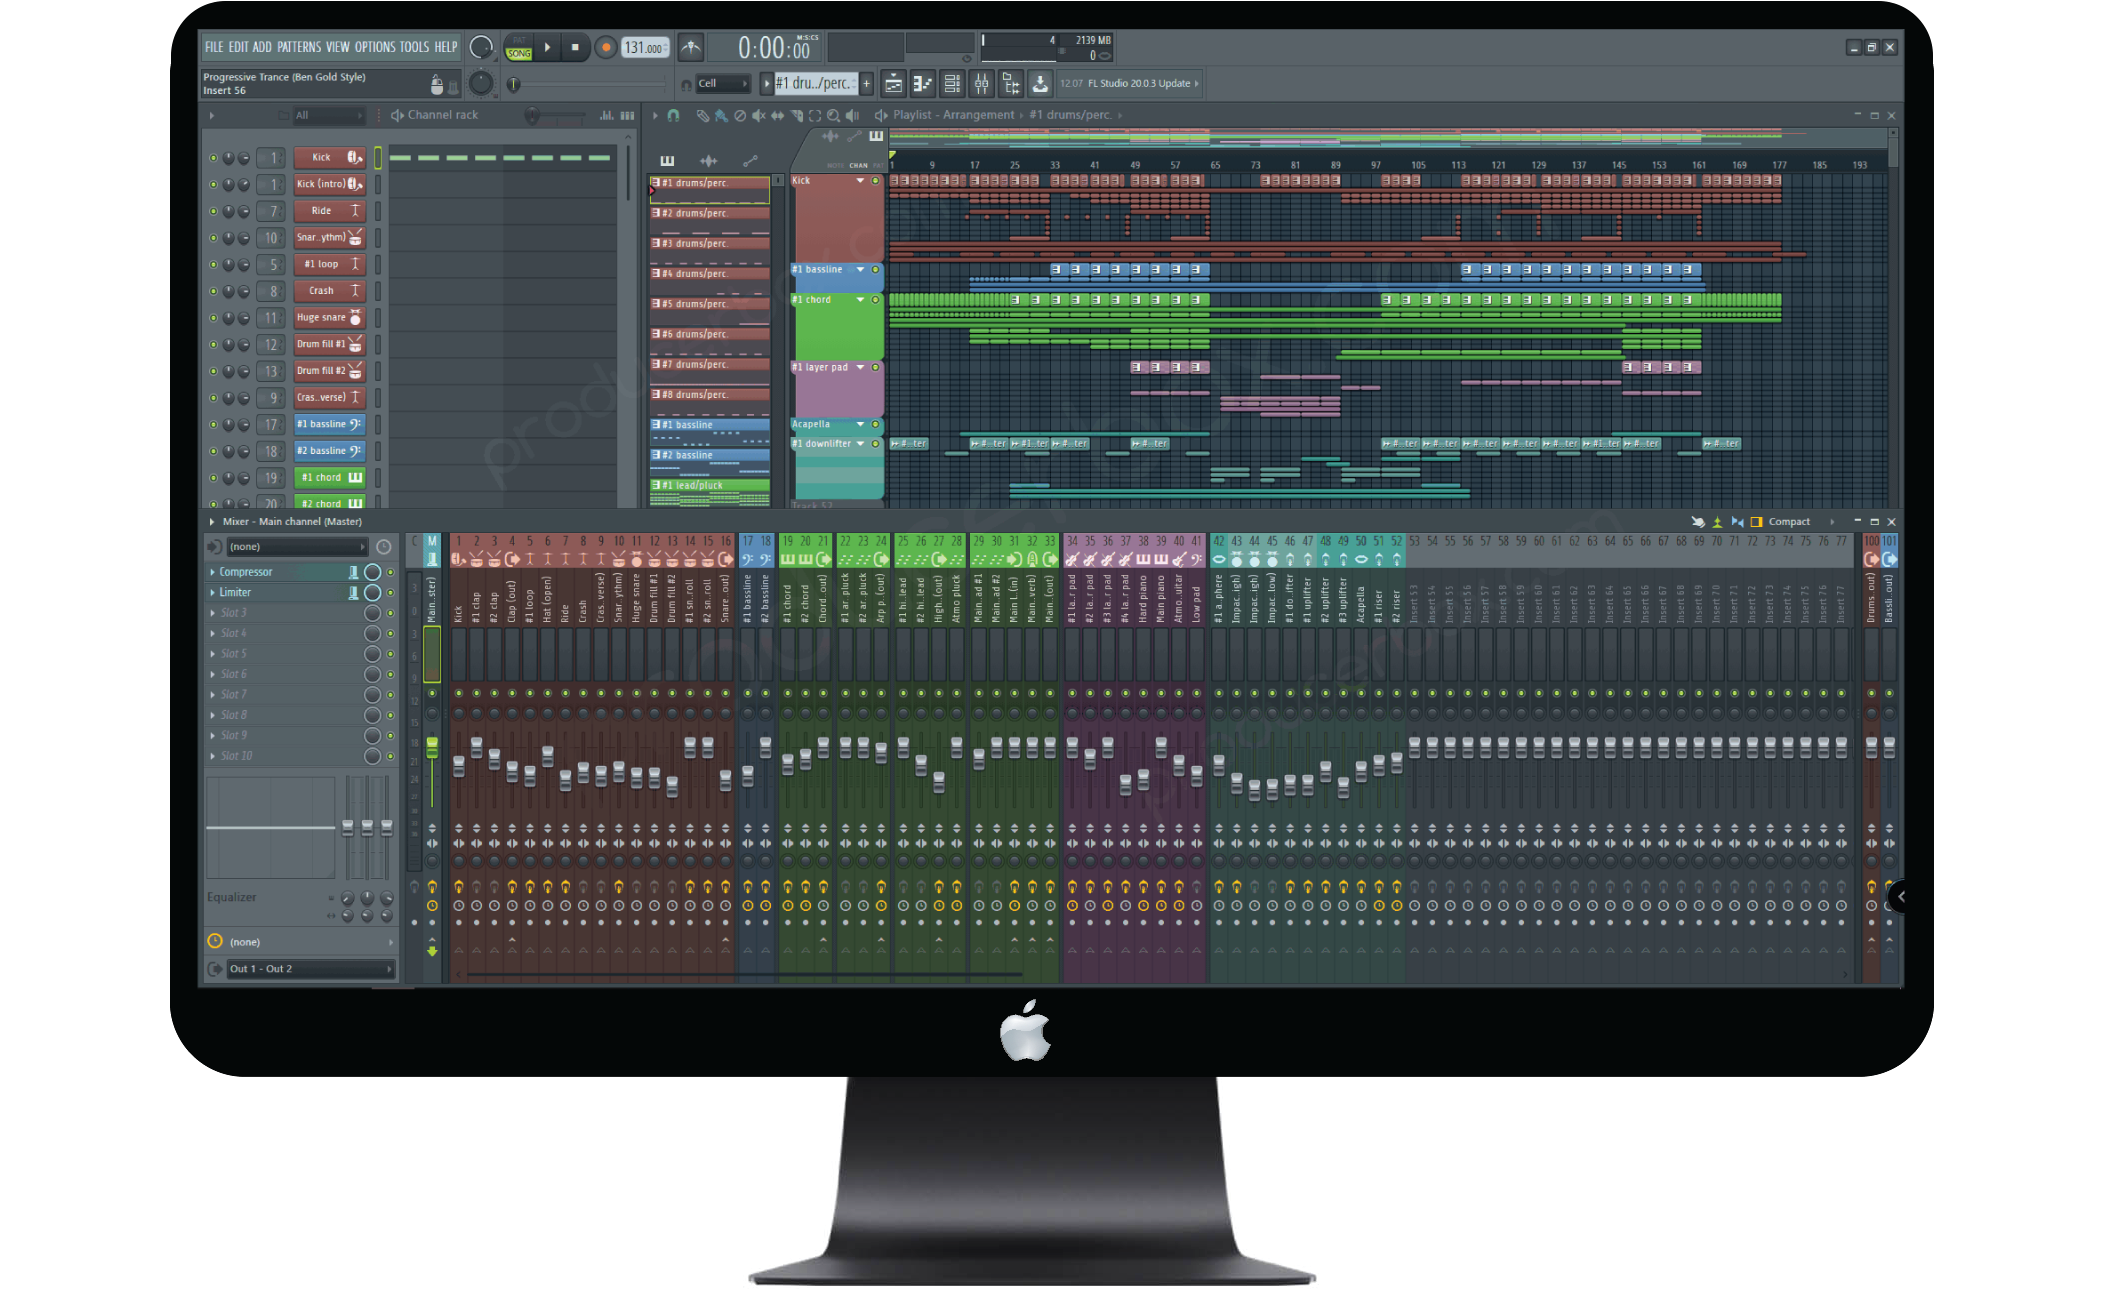 FILE EDIT ADD PATTERNS VIEW OPTIONS TOOLS HELP
SONG
131.000
0:00:00
M:S:CS
4
2139 MB
0
Progressive Trance (Ben Gold Style)
Insert 56
Cell
#1 dru../perc.
12.07 FL Studio 20.0.3 Update
All
Channel rack
Playlist - Arrangement
#1 drums/perc.
CHAN
1 9 17 25 33 41 49 57 65 73 81 89 97 105 113 121 129 137 145 153 161 169 177 185 193
1 Kick
1 Kick (intro)
7 Ride
10 Snar..ythm)
5 #1 loop
8 Crash
11 Huge snare
12 Drum fill #1
13 Drum fill #2
9 Cras..verse)
17 #1 bassline
18 #2 bassline
19 #1 chord
20 #2 chord
#1 drums/perc.
#2 drums/perc.
#3 drums/perc.
#4 drums/perc.
#5 drums/perc.
#6 drums/perc.
#7 drums/perc.
#8 drums/perc.
#1 bassline
#2 bassline
#1 lead/pluck
Kick
#1 bassline
#1 chord
#1 layer pad
Acapella
#1 downlifter
Track 52
Mixer - Main channel (Master)
Compact
(none)
Compressor
Limiter
Slot 3
Slot 4
Slot 5
Slot 6
Slot 7
Slot 8
Slot 9
Slot 10
Equalizer
(none)
Out 1 - Out 2
C M 1 2 3 4 5 6 7 8 9 10 11 12 13 14 15 16 17 18 19 20 21 22 23 24 25 26 27 28 29 30 31 32 33 34 35 36 37 38 39 40 41 42 43 44 45 46 47 48 49 50 51 52 53 54 55 56 57 58 59 60 61 62 63 64 65 66 67 68 69 70 71 72 73 74 75 76 77 100 101
Main..ster)
Kick
#1 clap
#2 clap
Clap (out)
#1 loop
Hat (open)
Ride
Crash
Cras..verse)
Snar..ythm)
Huge snare
Drum fill #1
Drum fill #2
#1 sn..roll
#2 sn..roll
Snare..out)
#1 bassline
#2 bassline
#1 chord
#2 chord
Chord..out)
#1 ar..pluck
#2 ar..pluck
Arp p..(out)
#1 hi..lead
#2 hi..lead
High..(out)
Atmo pluck
Main..ad #1
Main..ad #2
Main L(in)
Main..verb)
Main..(out)
#1 la..r pad
#2 la..r pad
#3 la..r pad
#4 la..r pad
Hard piano
Main piano
Atmo..uitar
Low pad
#1 a..phere
Impac..igh)
Impac..igh)
Impac..low)
#1 do..ifter
#1 uplifter
#2 uplifter
#3 uplifter
Acapella
#1 riser
#2 riser
Insert 53
Insert 54
Insert 55
Insert 56
Insert 57
Insert 58
Insert 59
Insert 60
Insert 61
Insert 62
Insert 63
Insert 64
Insert 65
Insert 66
Insert 67
Insert 68
Insert 69
Insert 70
Insert 71
Insert 72
Insert 73
Insert 74
Insert 75
Insert 76
Insert 77
Drums..out)
Bassli..out)